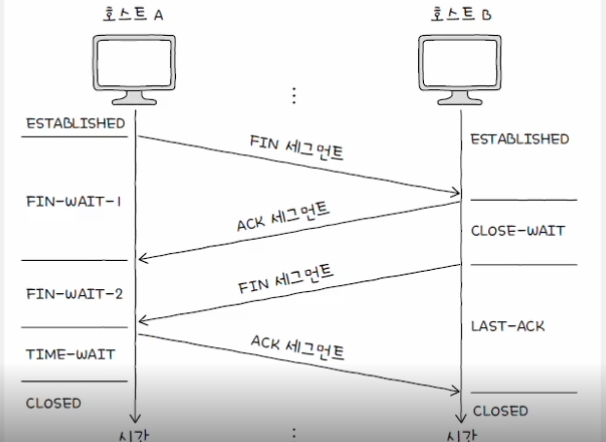 호스트 A
호스트 B
ESTABLISHED
ESTABLISHED
FIN 세그먼트
FIN-WAIT-1
ACK 세그먼트
CLOSE-WAIT
FIN 세그먼트
FIN-WAIT-2
LAST-ACK
ACK 세그먼트
TIME-WAIT
CLOSED
CLOSED
시간
시간